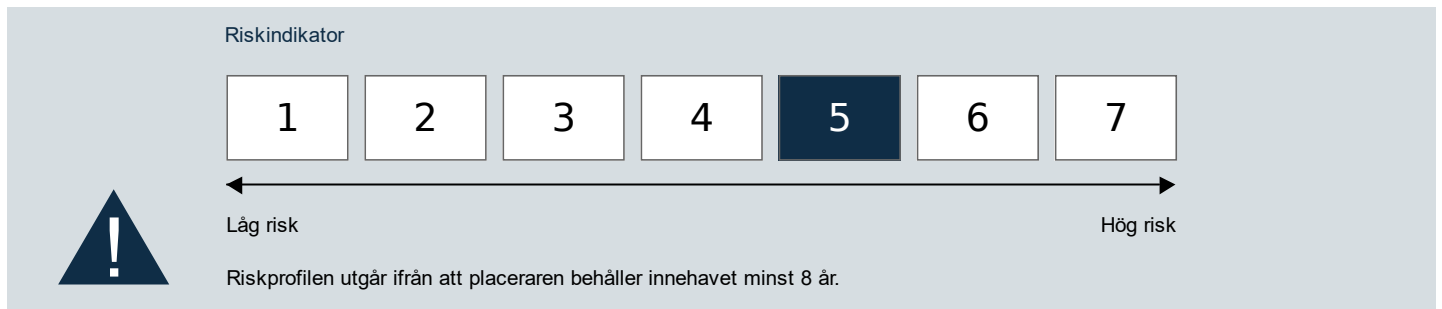 Riskindikator
1 2 3 4 5 6 7
Låg risk Hög risk
!
Riskprofilen utgår ifrån att placeraren behåller innehavet minst 8 år.